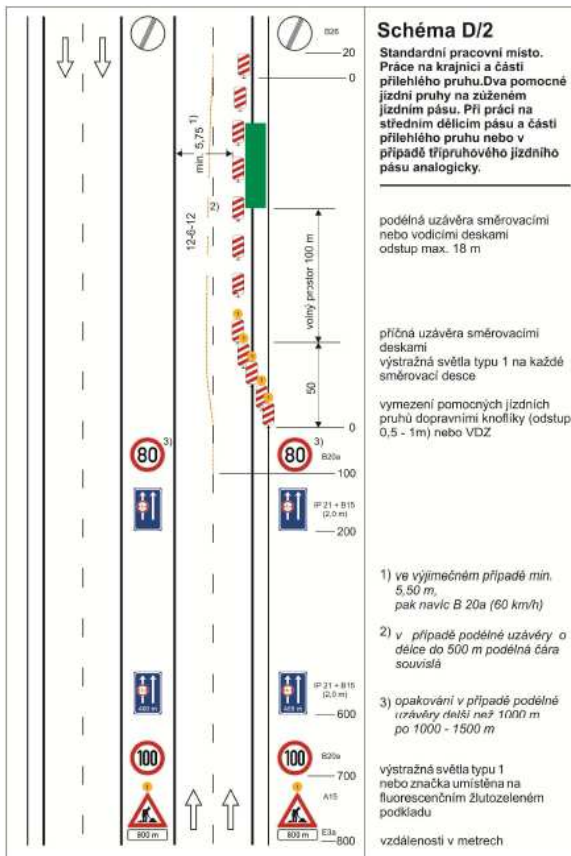 Schéma D/2
Standardní pracovní místo.
Práce na krajnici a části
přilehlého pruhu.Dva pomocné
jízdní pruhy na zúženém
jízdním pásu. Při práci na
středním dělicím pásu a části
přilehlého pruhu nebo v
případě třípruhového jízdního
pásu analogicky.
B26
20
0
min. 5,75 1)
2)
12-6-12
volný prostor 100 m
50
podélná uzávěra směrovacími
nebo vodicími deskami
odstup max. 18 m
příčná uzávěra směrovacími
deskami
výstražná světla typu 1 na každé
směrovací desce
vymezení pomocných jízdních
pruhů dopravními knoflíky (odstup
0,5 - 1m) nebo VDZ
0
80 3)
80 3)
B20a
100
IP 21 + B15
(2,0 m)
200
1) ve výjimečném případě min.
5,50 m,
pak navíc B 20a (60 km/h)
2) v případě podélné uzávěry o
délce do 500 m podélná čára
souvislá
3) opakování v případě podélné
uzávěry delší než 1000 m
po 1000 - 1500 m
IP 21 + B15
(2,0 m)
400 m
400 m
600
100
100
B20a
700
1
1
A15
800 m
800 m
E3a
800
výstražná světla typu 1
nebo značka umístěna na
fluorescenčním žlutozeleném
podkladu
vzdálenosti v metrech